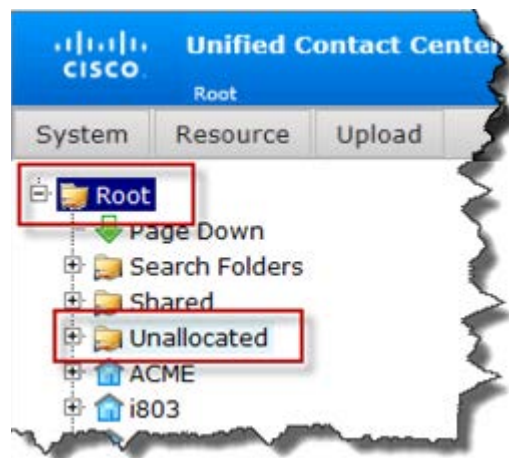 CISCO.
Unified Contact Center
Root
System Resource Upload
Root
Page Down
Search Folders
Shared
Unallocated
ACME
i803